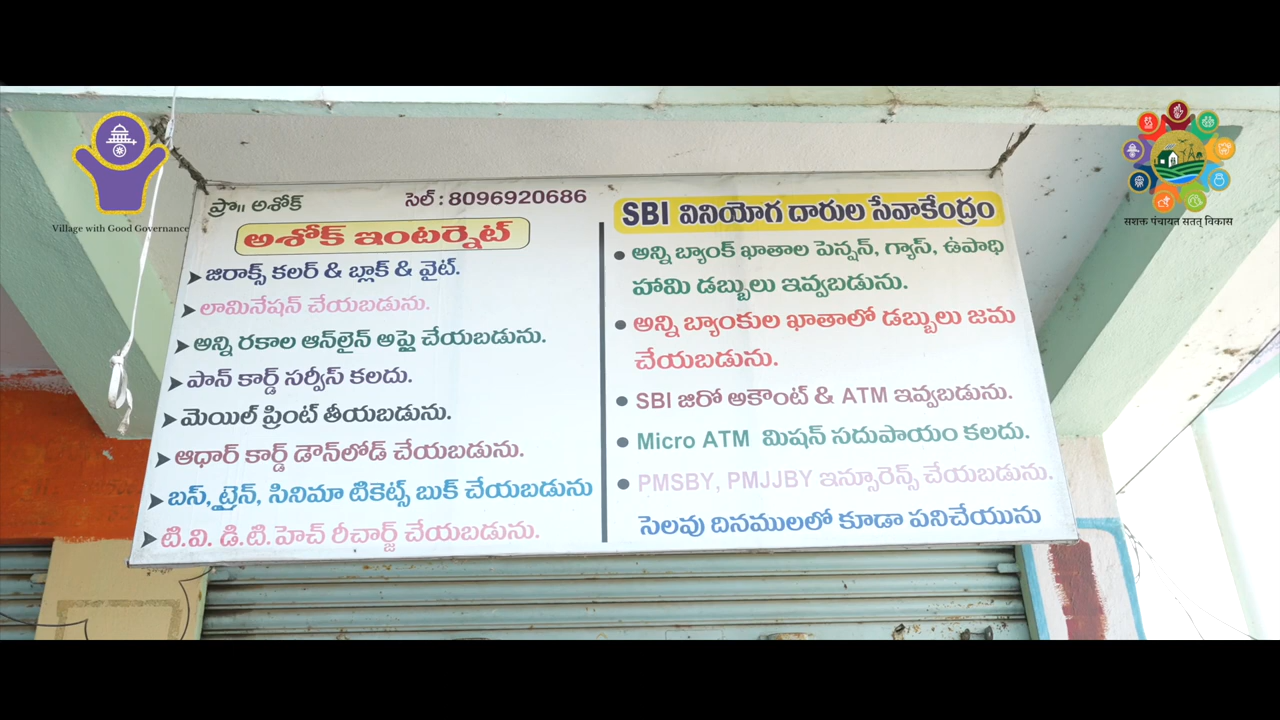 ప్రొ॥ అశోక్
సెల్ : 8096920686
అశోక్ ఇంటర్నెట్
జిరాక్స్ కలర్ & బ్లాక్ & వైట్.
లామినేషన్ చేయబడును.
అన్ని రకాల ఆన్‌లైన్ అప్లై చేయబడును.
పాన్ కార్డ్ సర్వీస్ కలదు.
మెయిల్ ప్రింట్ తీయబడును.
ఆధార్ కార్డ్ డౌన్‌లోడ్ చేయబడును.
బస్, ట్రైన్, సినిమా టికెట్స్ బుక్ చేయబడును
టి.వి. డి.టి.హెచ్ రీచార్జ్ చేయబడును.
SBI వినియోగ దారుల సేవాకేంద్రం
అన్ని బ్యాంక్ ఖాతాల పెన్షన్, గ్యాస్, ఉపాధి
హామి డబ్బులు ఇవ్వబడును.
అన్ని బ్యాంకుల ఖాతాలో డబ్బులు జమ
చేయబడును.
SBI జిరో అకౌంట్ & ATM ఇవ్వబడును.
Micro ATM మిషన్ సదుపాయం కలదు.
PMSBY, PMJJBY ఇన్సూరెన్స్ చేయబడును.
సెలవు దినములలో కూడా పనిచేయును
Village with Good Governance
सशक्त पंचायत सतत् विकास